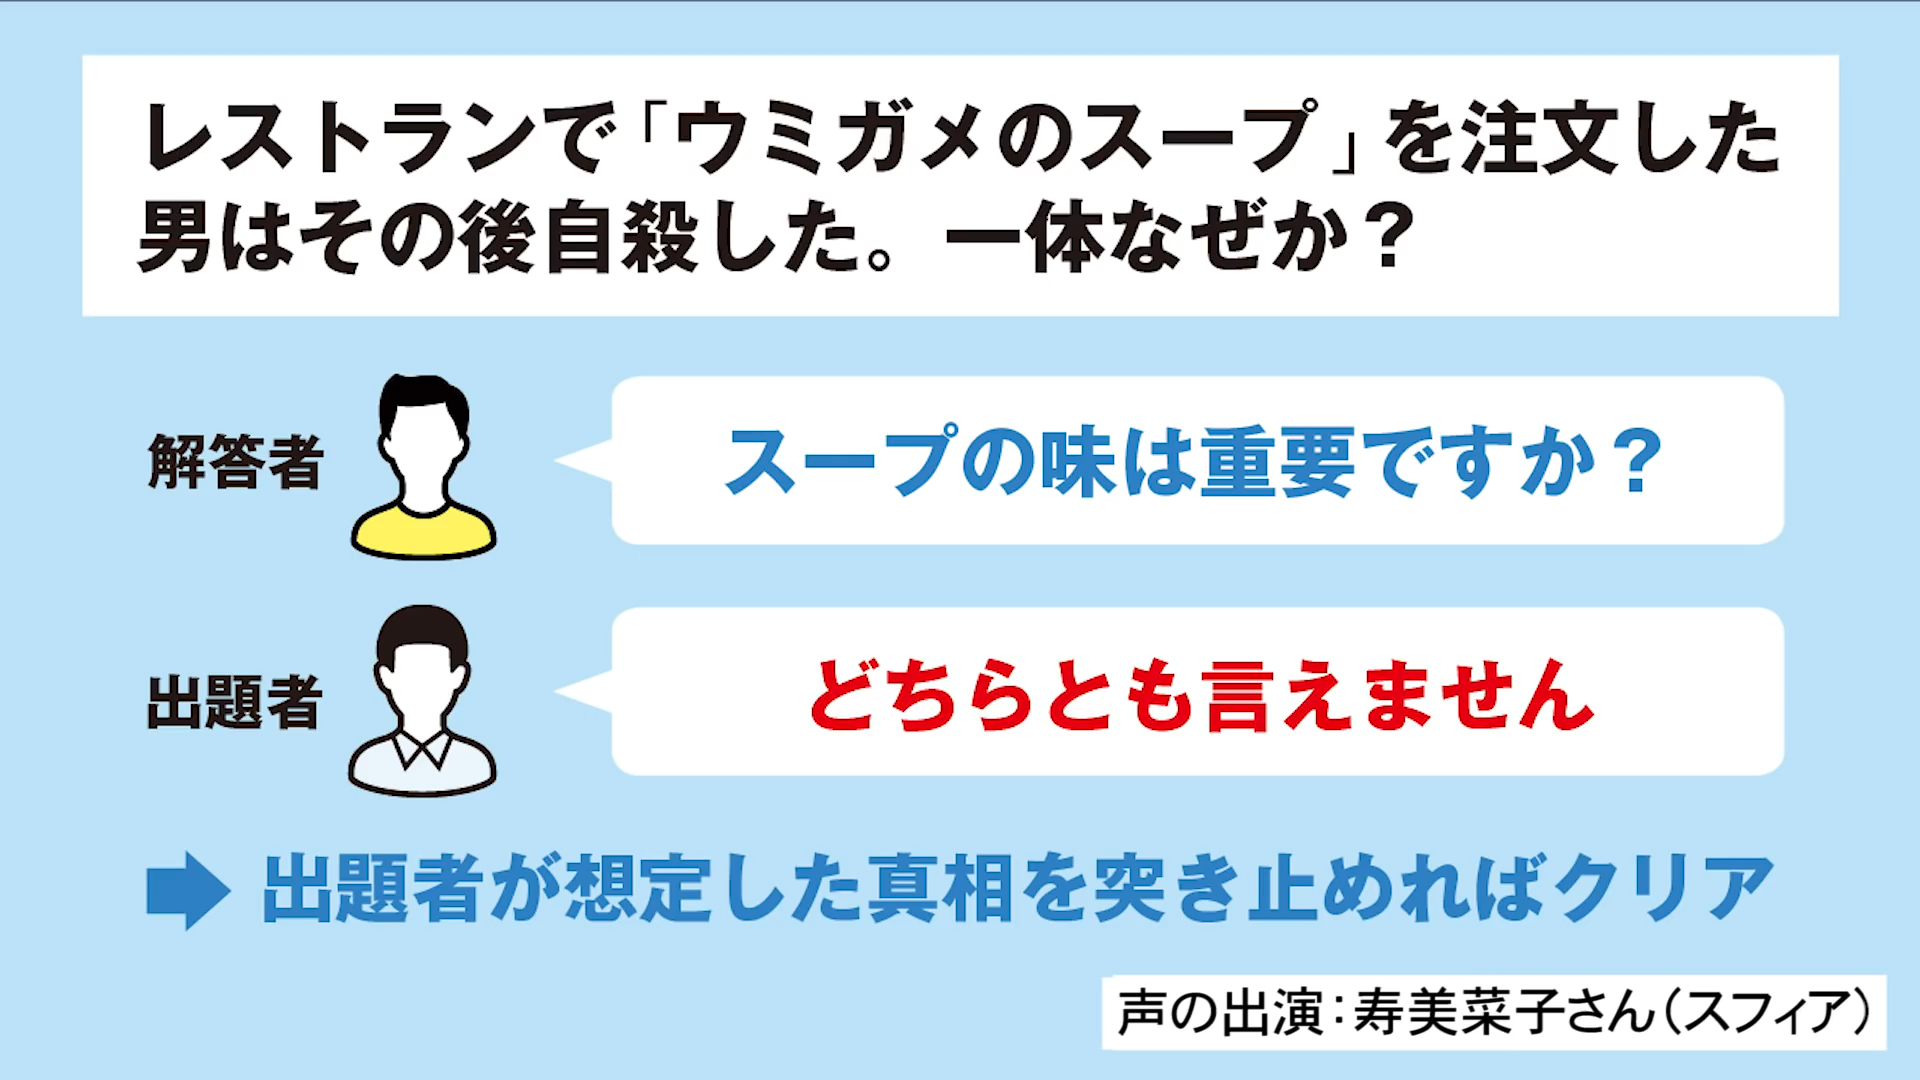 レストランで「ウミガメのスープ」を注文した
男はその後自殺した。一体なぜか？
解答者
スープの味は重要ですか？
出題者
どちらとも言えません
出題者が想定した真相を突き止めればクリア
声の出演：寿美菜子さん（スフィア）